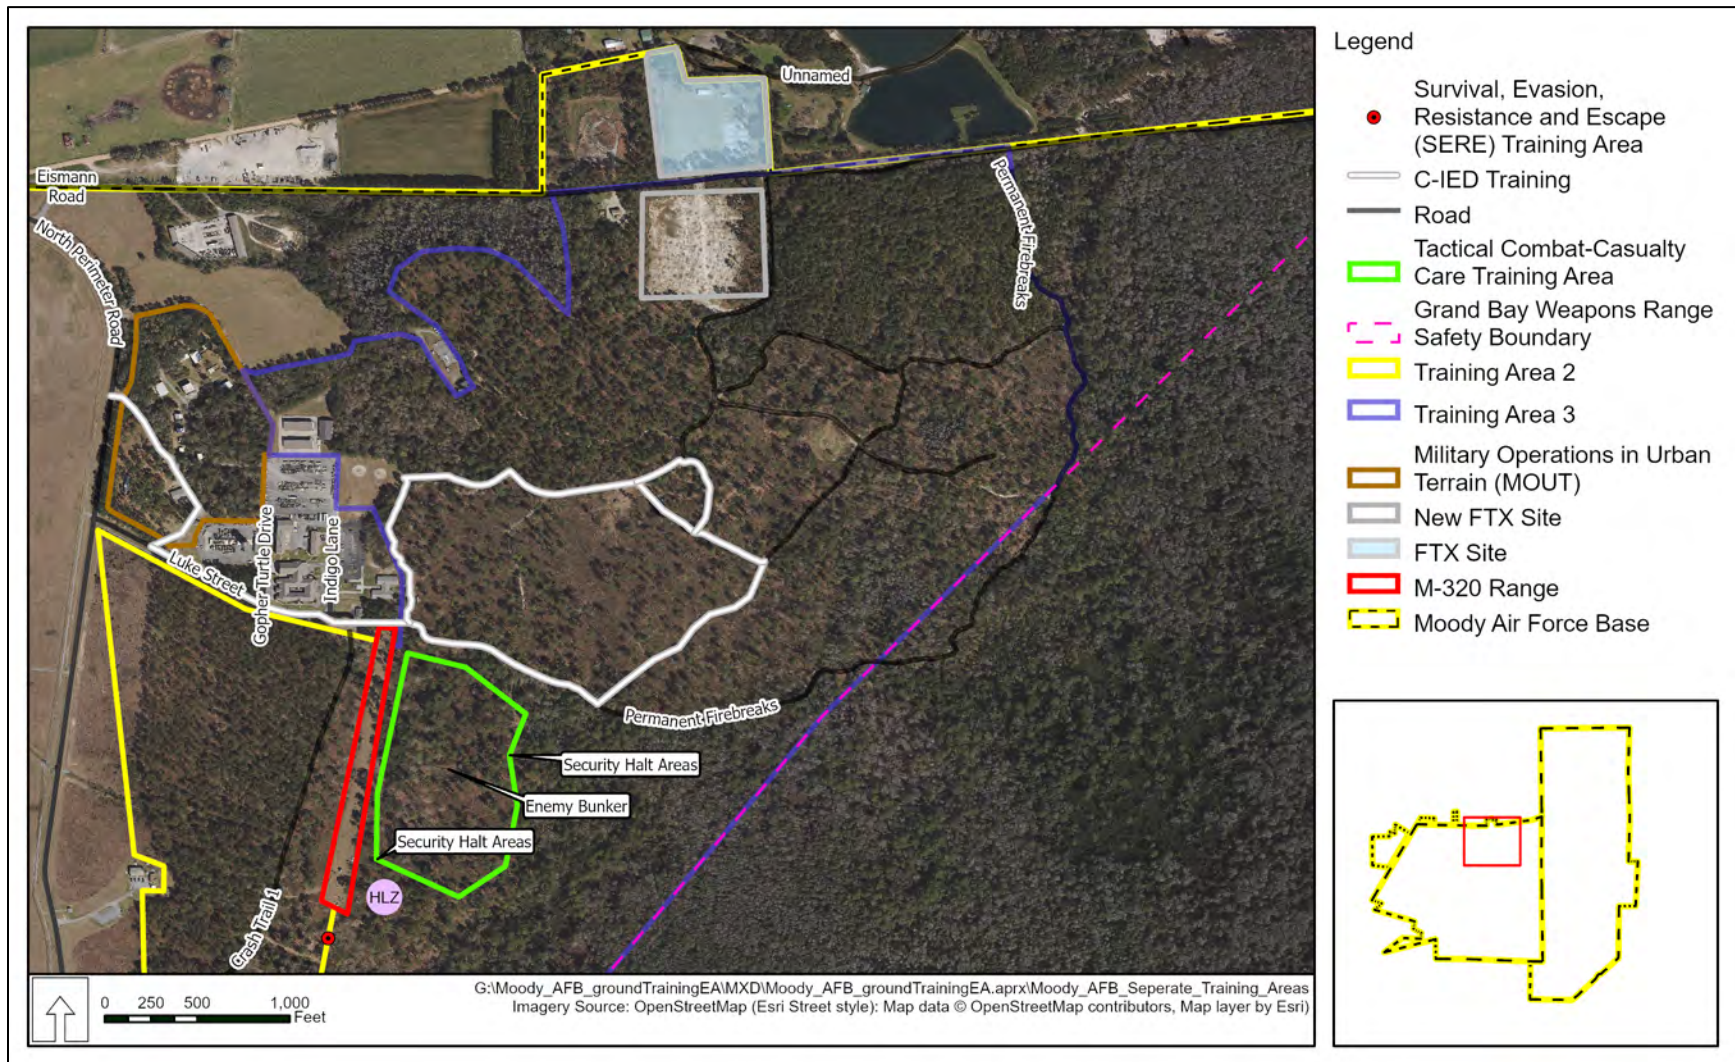 Unnamed
Eismann
Road
North Perimeter Road
Permanent Firebreaks
Luke Street
Gopher Turtle Drive
Indigo Lane
Permanent Firebreaks
Security Halt Areas
Enemy Bunker
Security Halt Areas
HLZ
Crash Trail 1
0 250 500 1,000
Feet
G:\Moody_AFB_groundTrainingEA\MXD\Moody_AFB_groundTrainingEA.aprx\Moody_AFB_Seperate_Training_Areas
Imagery Source: OpenStreetMap (Esri Street style): Map data © OpenStreetMap contributors, Map layer by Esri)
Legend
Survival, Evasion,
Resistance and Escape
(SERE) Training Area
C-IED Training
Road
Tactical Combat-Casualty
Care Training Area
Grand Bay Weapons Range
Safety Boundary
Training Area 2
Training Area 3
Military Operations in Urban
Terrain (MOUT)
New FTX Site
FTX Site
M-320 Range
Moody Air Force Base